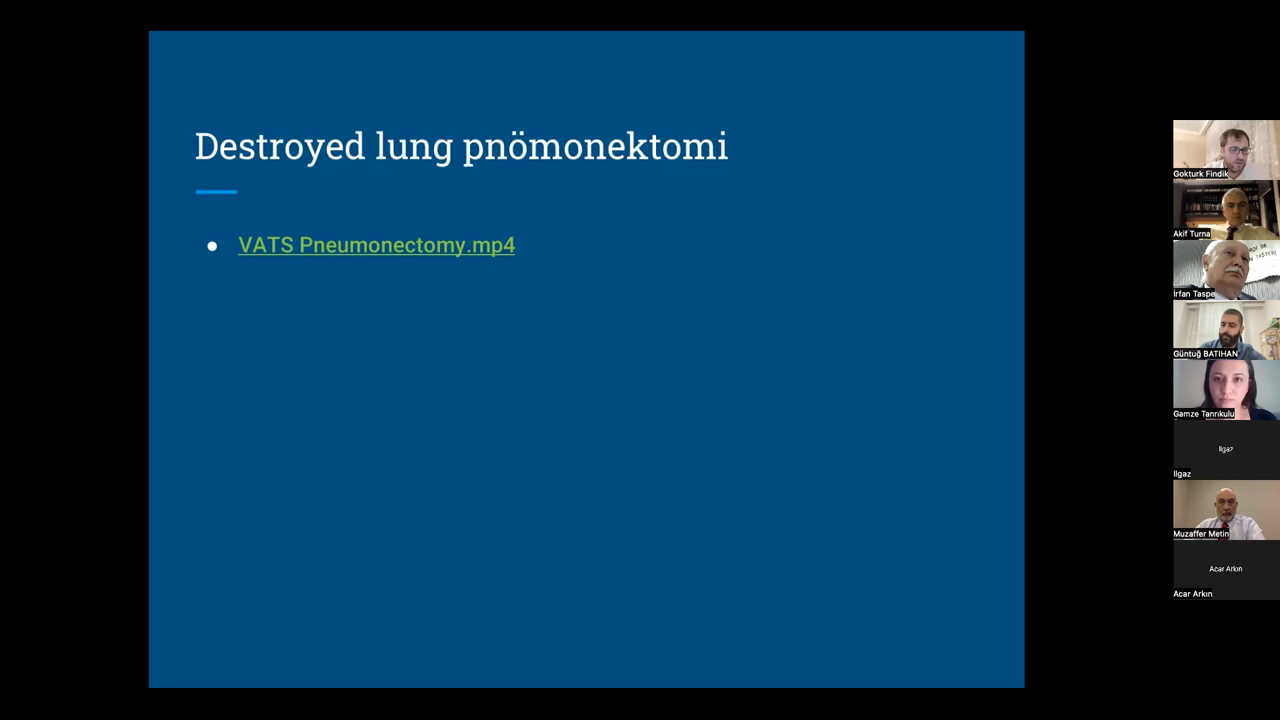 Destroyed lung pnömonektomi
VATS Pneumonectomy.mp4
Gokturk Findik
Akif Turna
İrfan Taspe
Güntuğ BATIHAN
Gamze Tanrıkulu
Ilgaz
Ilgaz
Muzaffer Metin
Acar Arkın
Acar Arkın